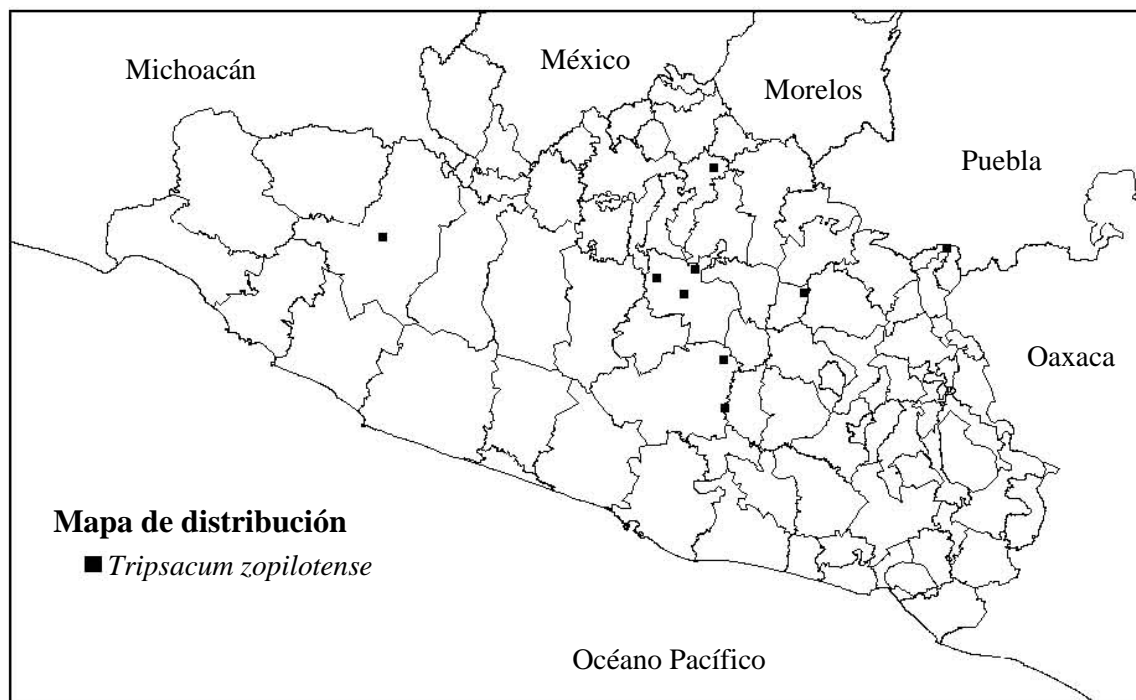 México
Michoacán
Morelos
Puebla
Oaxaca
Mapa de distribución
Tripsacum zopilotense
Océano Pacífico